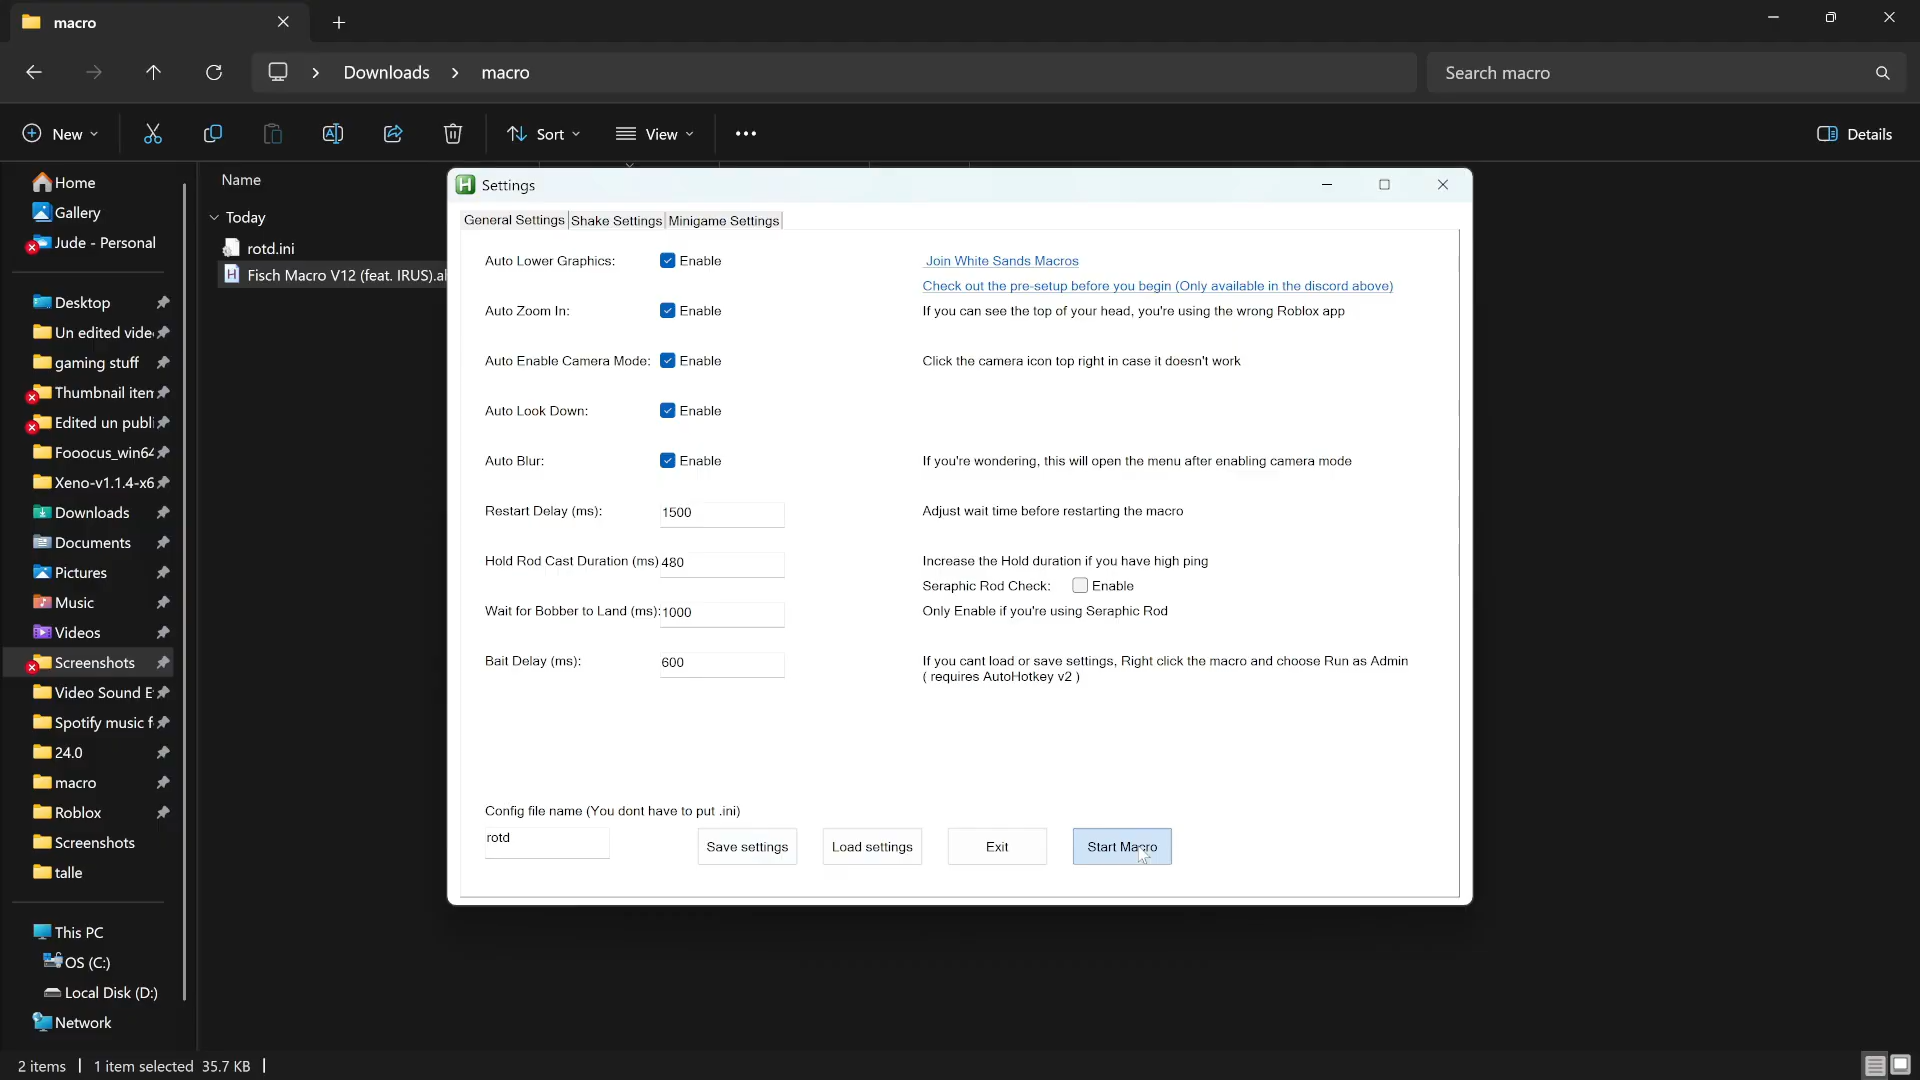 macro
Downloads > macro
Search macro
New
Sort
View
Details
Home
Gallery
Jude - Personal
Desktop
Un edited vide
gaming stuff
Thumbnail iten
Edited un publ
Fooocus_win64
Xeno-v1.1.4-x6
Downloads
Documents
Pictures
Music
Videos
Screenshots
Video Sound E
Spotify music f
24.0
macro
Roblox
Screenshots
talle
This PC
OS (C:)
Local Disk (D:)
Network
Name
Today
rotd.ini
Fisch Macro V12 (feat. IRUS).a
Settings
General Settings Shake Settings Minigame Settings
Auto Lower Graphics: Enable
Join White Sands Macros
Check out the pre-setup before you begin (Only available in the discord above)
Auto Zoom In: Enable
If you can see the top of your head, you're using the wrong Roblox app
Auto Enable Camera Mode: Enable
Click the camera icon top right in case it doesn't work
Auto Look Down: Enable
Auto Blur: Enable
If you're wondering, this will open the menu after enabling camera mode
Restart Delay (ms): 1500
Adjust wait time before restarting the macro
Hold Rod Cast Duration (ms) 480
Increase the Hold duration if you have high ping
Seraphic Rod Check: Enable
Wait for Bobber to Land (ms): 1000
Only Enable if you're using Seraphic Rod
Bait Delay (ms): 600
If you cant load or save settings, Right click the macro and choose Run as Admin
( requires AutoHotkey v2 )
Config file name (You dont have to put .ini)
rotd
Save settings
Load settings
Exit
Start Macro
2 items | 1 item selected 35.7 KB |